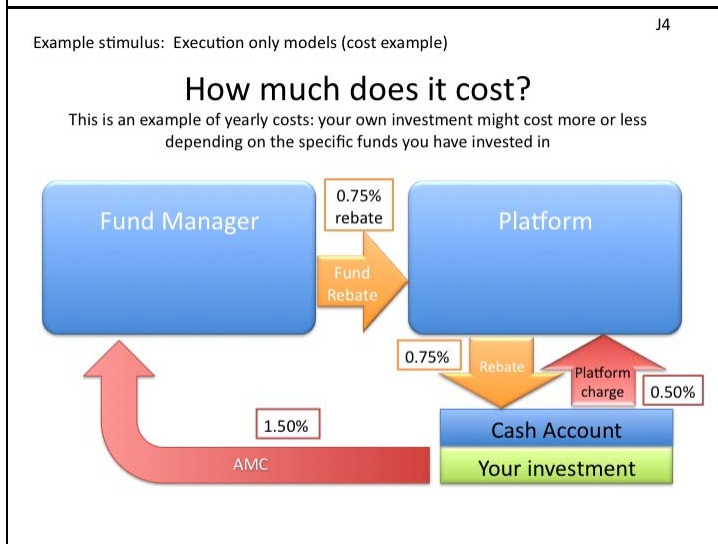 J4
Example stimulus:  Execution only models (cost example)
How much does it cost?
This is an example of yearly costs: your own investment might cost more or less
depending on the specific funds you have invested in
Fund Manager
0.75%
rebate
Platform
Fund
Rebate
0.75%
Rebate
Platform
charge
0.50%
1.50%
Cash Account
AMC
Your investment